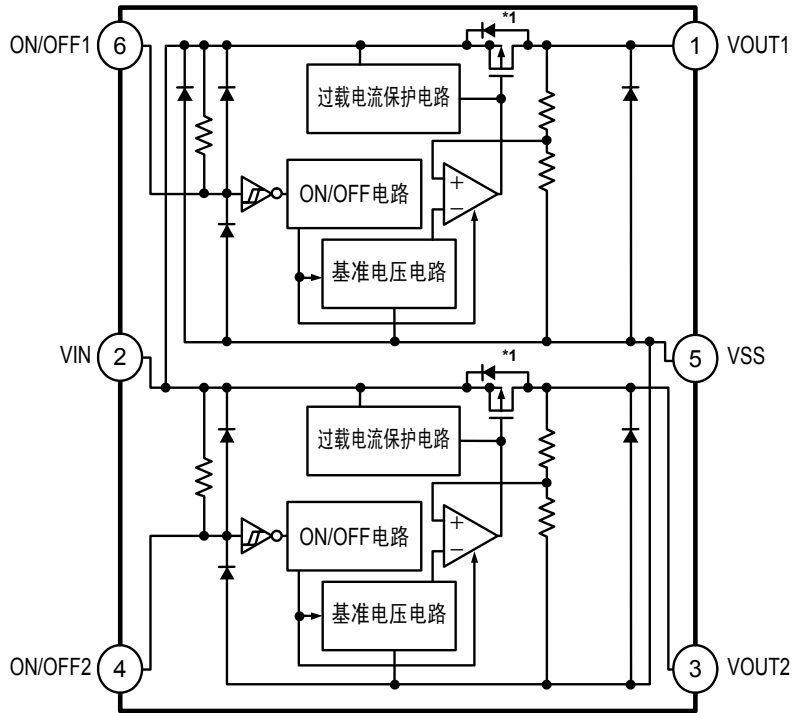 ON/OFF1 6
*1
1 VOUT1
过载电流保护电路
+
−
ON/OFF电路
基准电压电路
VIN 2
*1
5 VSS
过载电流保护电路
+
−
ON/OFF电路
基准电压电路
ON/OFF2 4
3 VOUT2